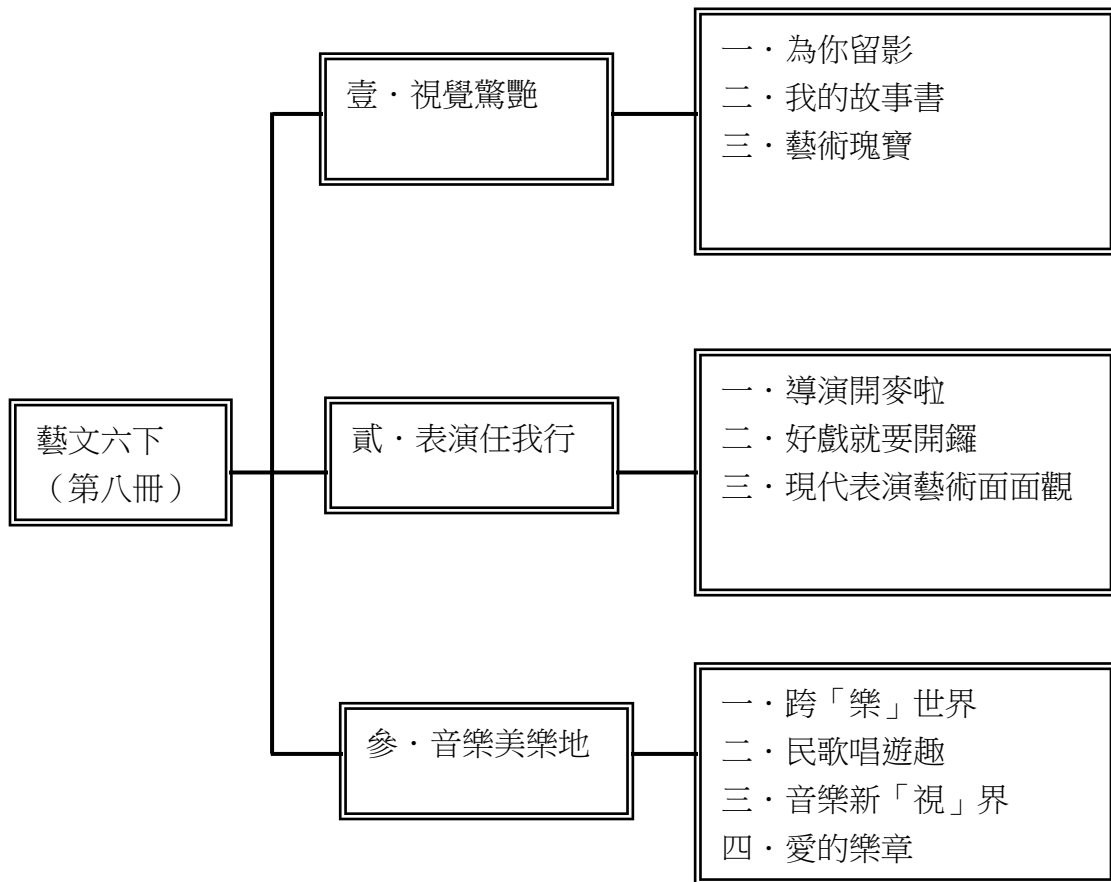 藝文六下
（第八冊）
壹．視覺驚艷
一．為你留影
二．我的故事書
三．藝術瑰寶
貳．表演任我行
一．導演開麥啦
二．好戲就要開鑼
三．現代表演藝術面面觀
參．音樂美樂地
一．跨「樂」世界
二．民歌唱遊趣
三．音樂新「視」界
四．愛的樂章